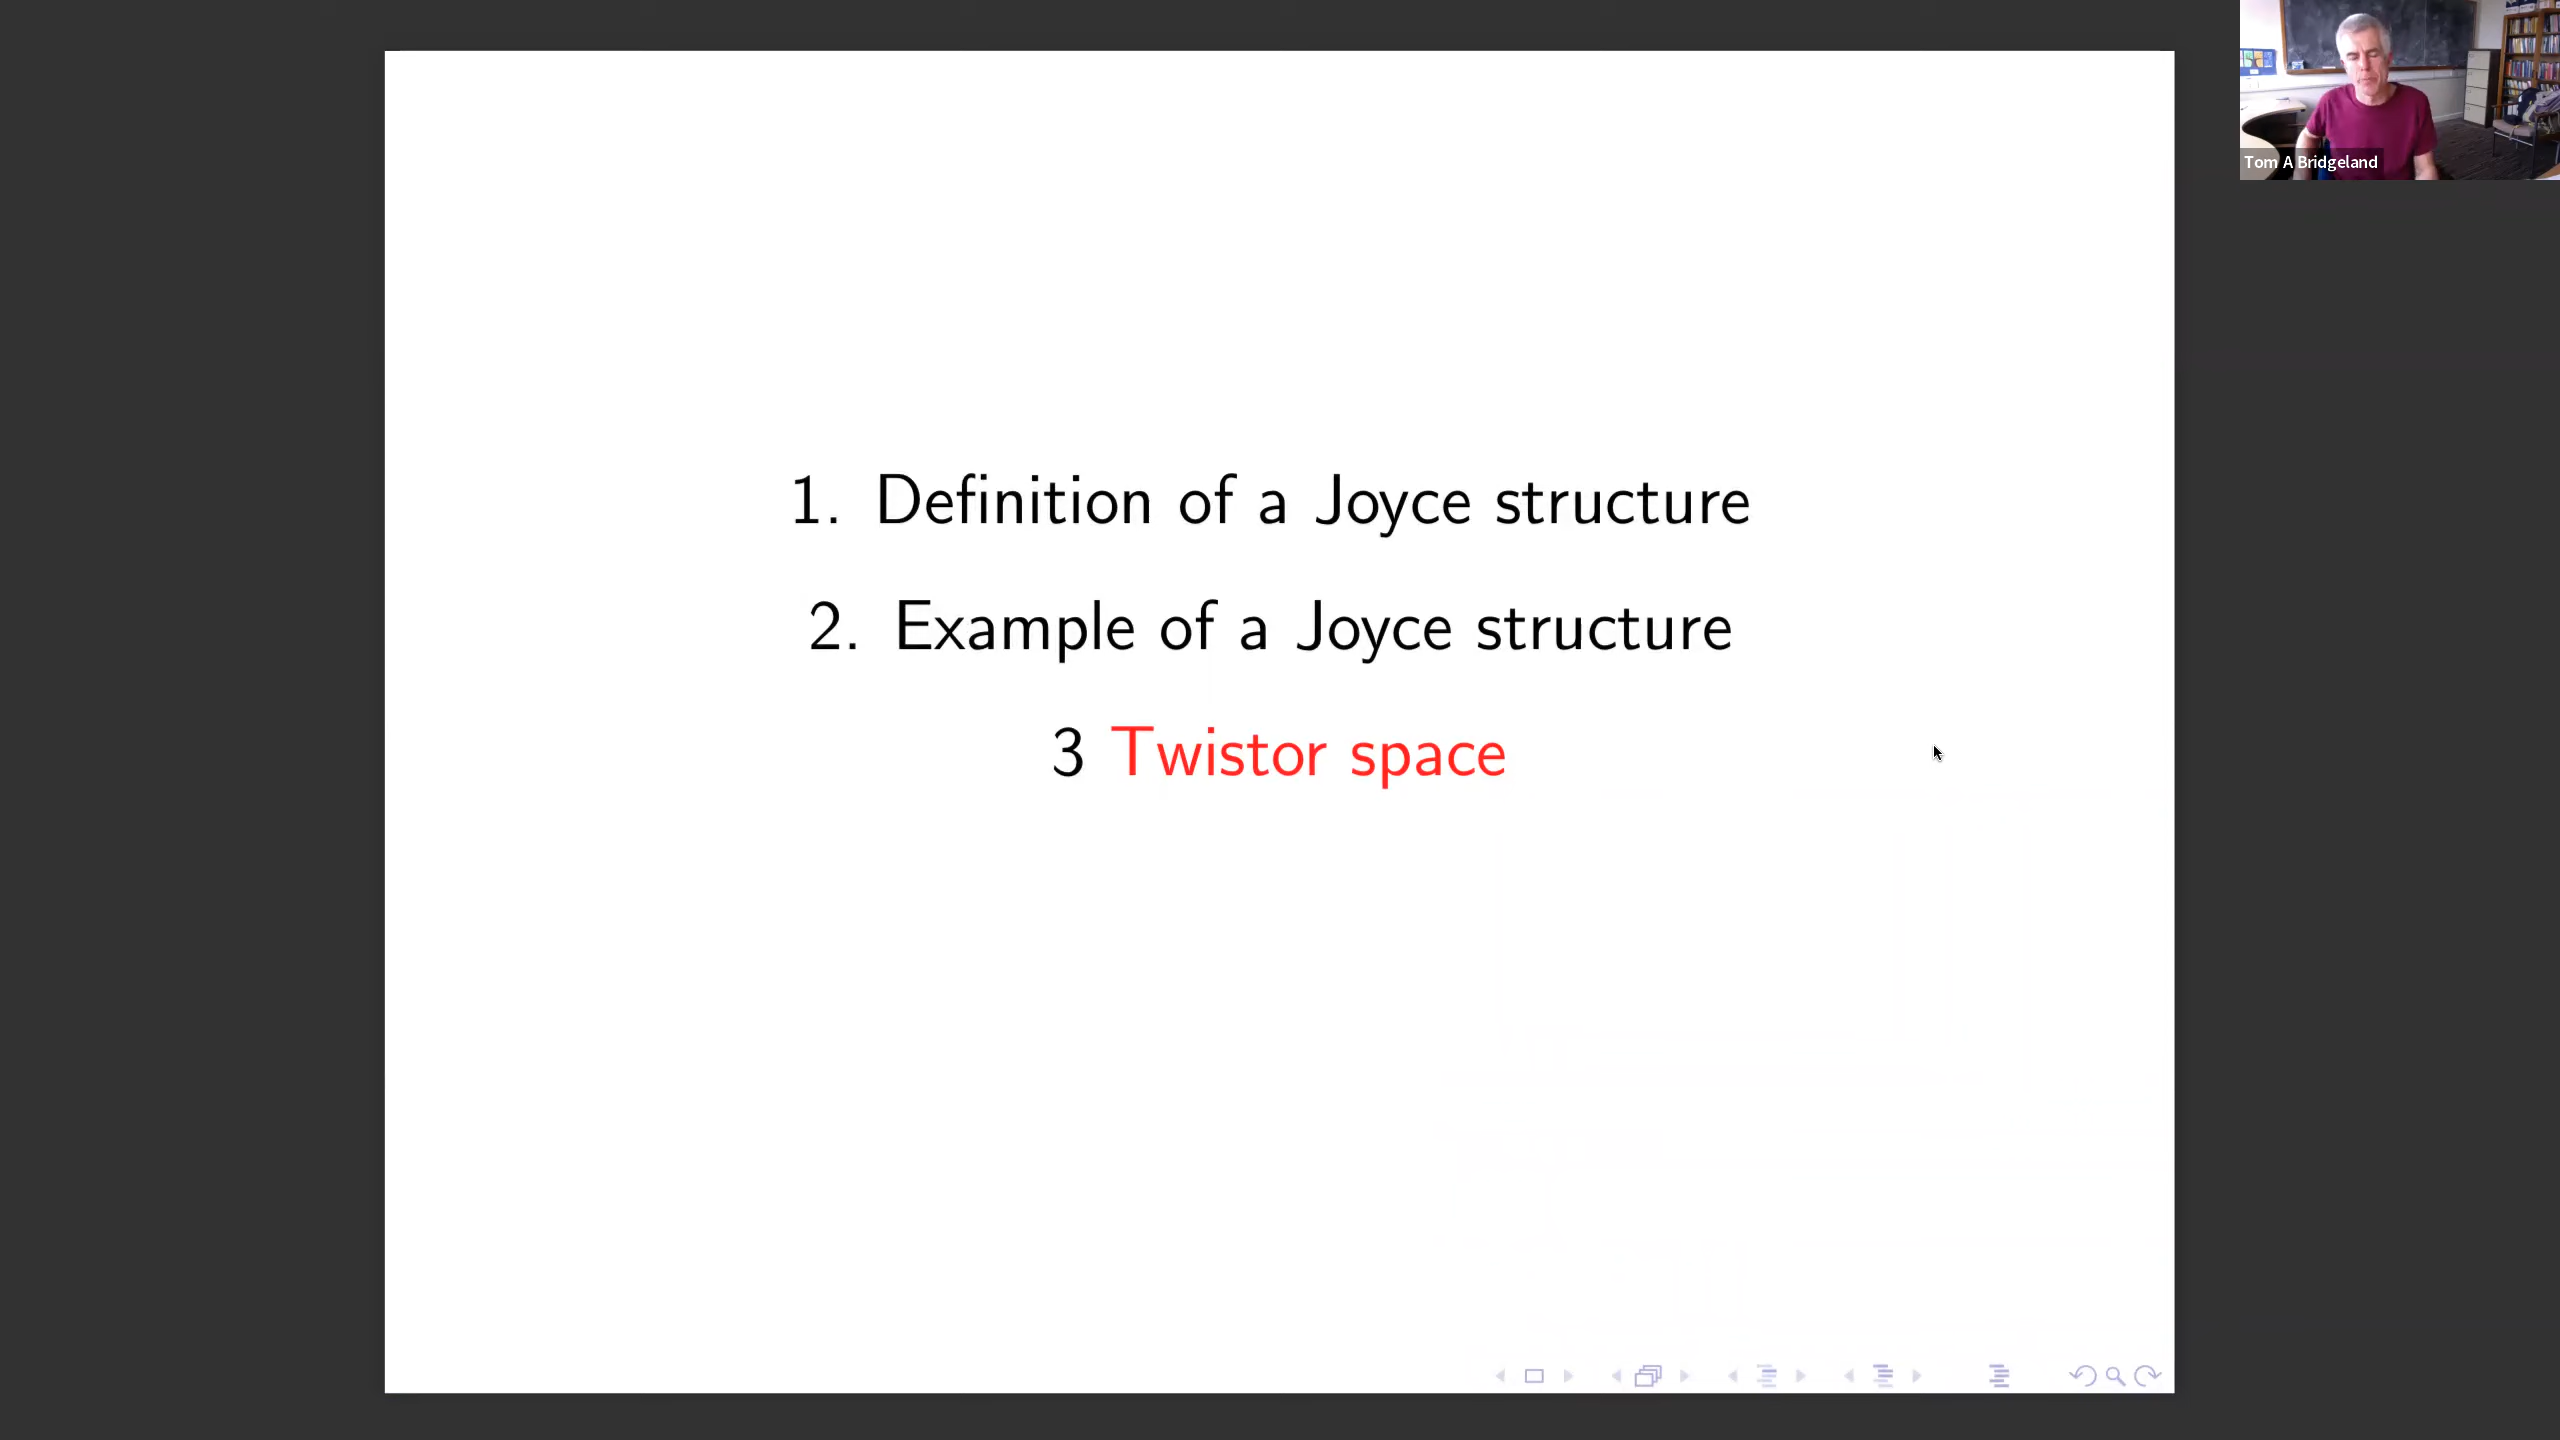 1. Definition of a Joyce structure
2. Example of a Joyce structure
3 Twistor space
Tom A Bridgeland